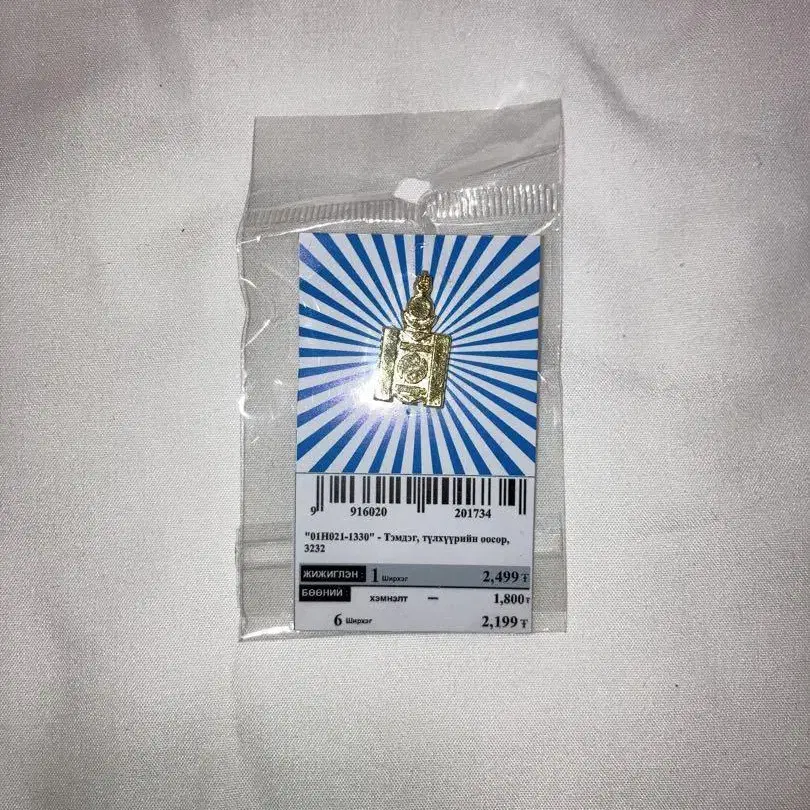 9 916020 201734
"01H021-1330" - Тэмдэг, түлхүүрийн оосор,
3232
ЖИЖИГЛЭН : 1 Ширхэг 2,499 ₮
БӨӨНИЙ : хэмнэлт — 1,800₮
6 Ширхэг 2,199 ₮